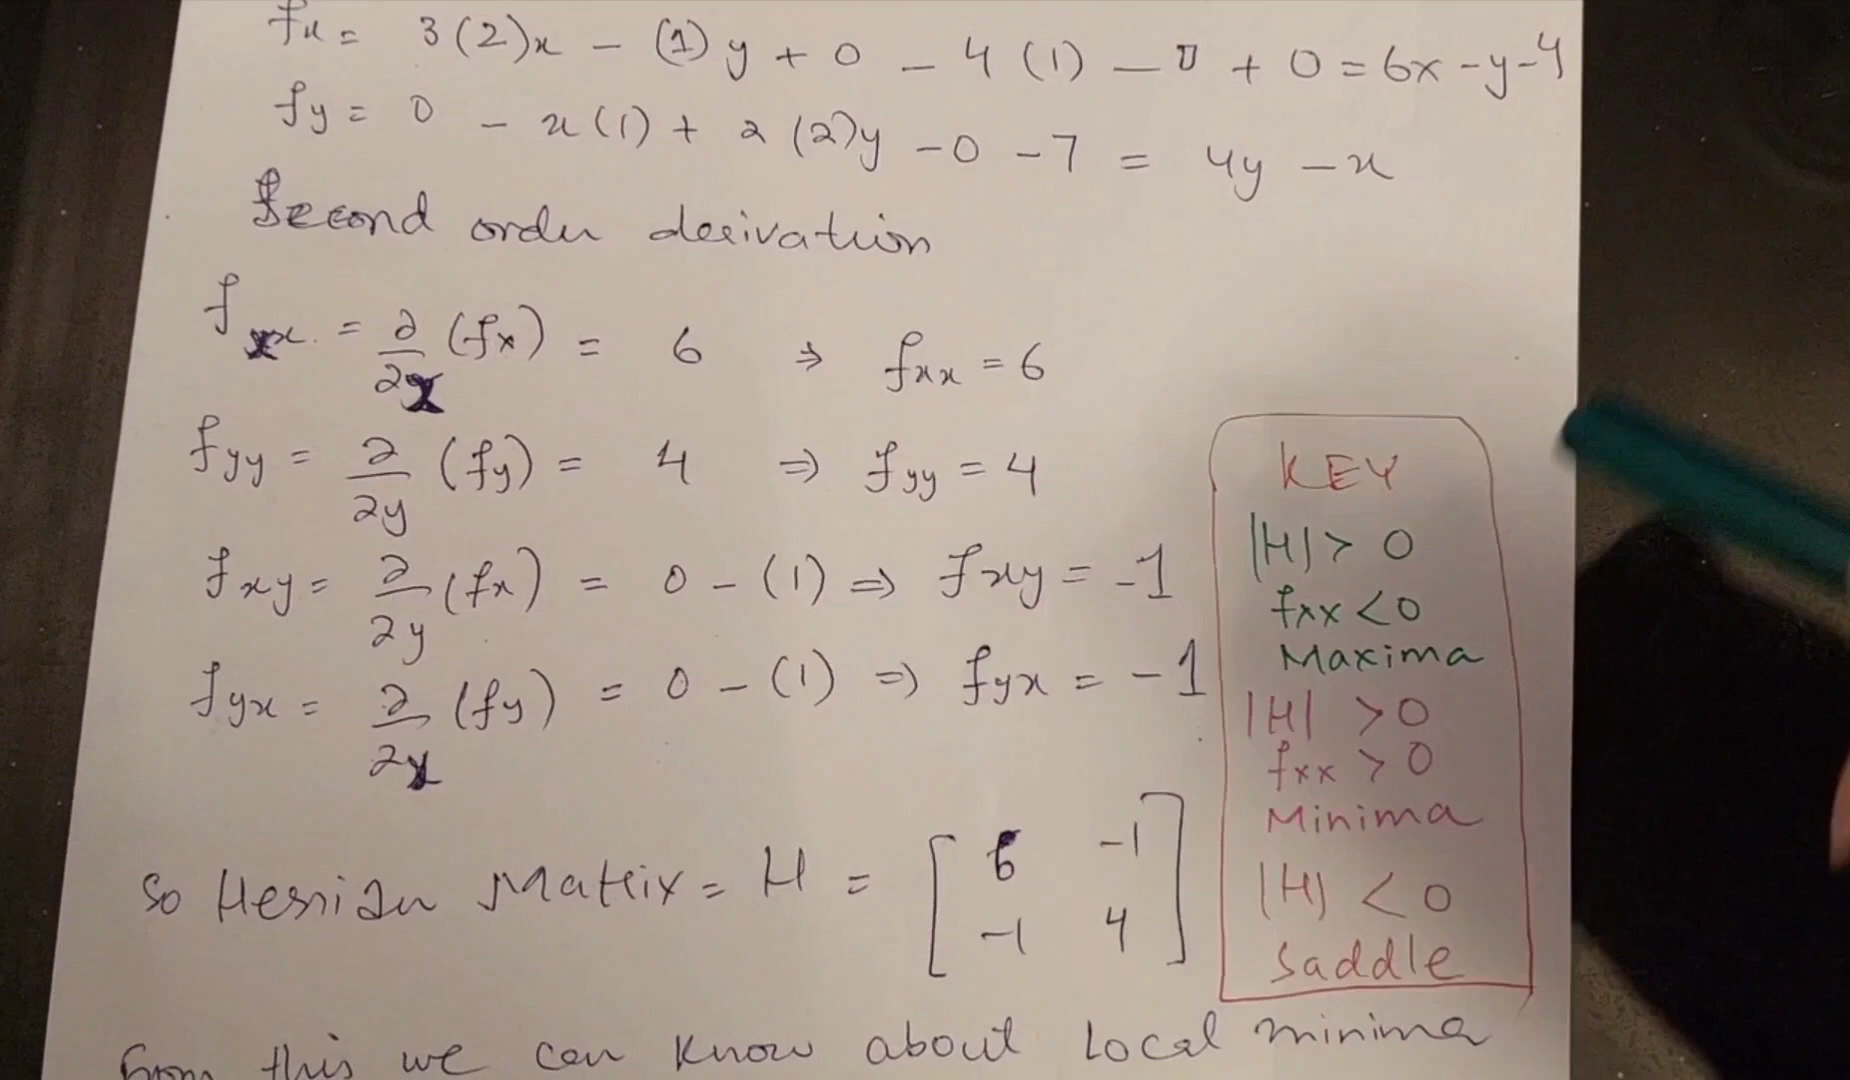 fx = 3(2)x - (1)y + 0 - 4(1) - 0 + 0 = 6x - y - 4
fy = 0 - x(1) + 2(2)y - 0 - 7 = 4y - x
Second order derivation
fxx = ∂/∂x (fx) = 6 ⇒ fxx = 6
fyy = ∂/∂y (fy) = 4 ⇒ fyy = 4
fxy = ∂/∂y (fx) = 0 - (1) ⇒ fxy = -1
fyx = ∂/∂x (fy) = 0 - (1) ⇒ fyx = -1
So Hessian Matrix = H = [6 -1
-1 4]
KEY
|H| > 0
fxx < 0
Maxima
|H| > 0
fxx > 0
Minima
|H| < 0
Saddle
from this we can know about local minima